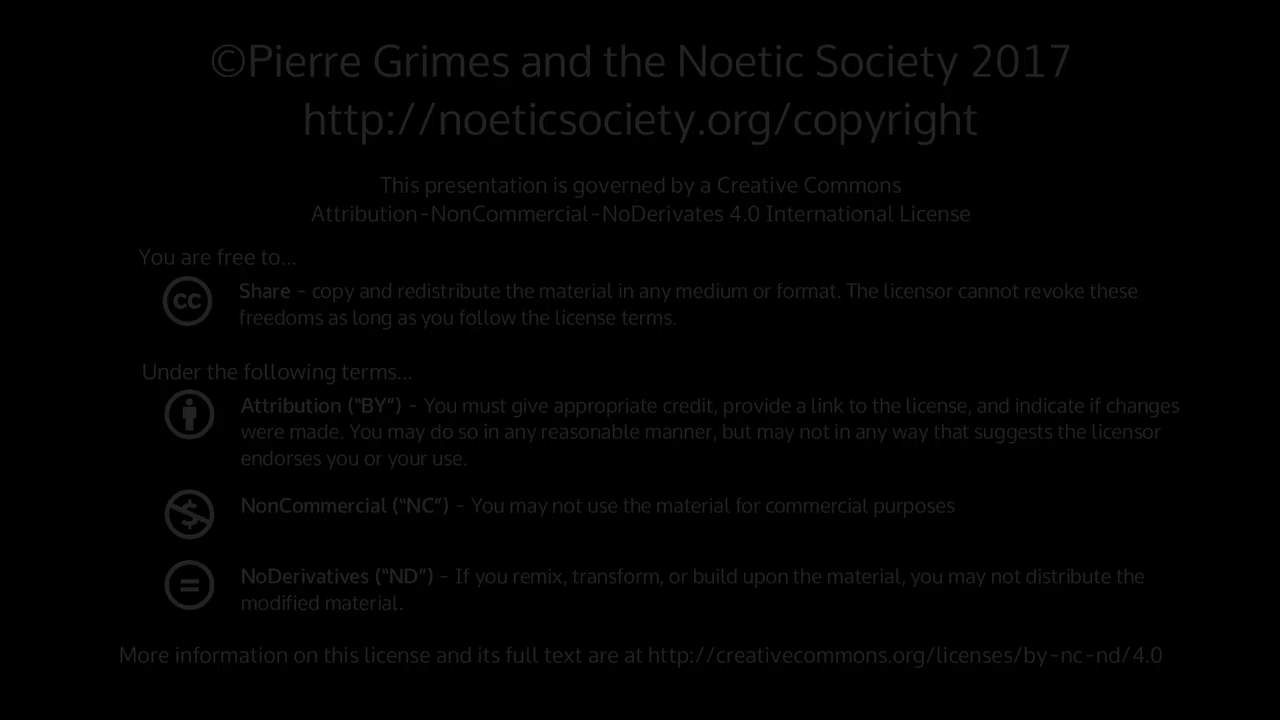 ©Pierre Grimes and the Noetic Society 2017
http://noeticsociety.org/copyright
This presentation is governed by a Creative Commons
Attribution-NonCommercial-NoDerivates 4.0 International License
You are free to...
cc
Share - copy and redistribute the material in any medium or format. The licensor cannot revoke these
freedoms as long as you follow the license terms.
Under the following terms...
Attribution (“BY”) - You must give appropriate credit, provide a link to the license, and indicate if changes
were made. You may do so in any reasonable manner, but may not in any way that suggests the licensor
endorses you or your use.
NonCommercial (“NC”) - You may not use the material for commercial purposes
NoDerivatives (“ND”) - If you remix, transform, or build upon the material, you may not distribute the
modified material.
More information on this license and its full text are at http://creativecommons.org/licenses/by-nc-nd/4.0